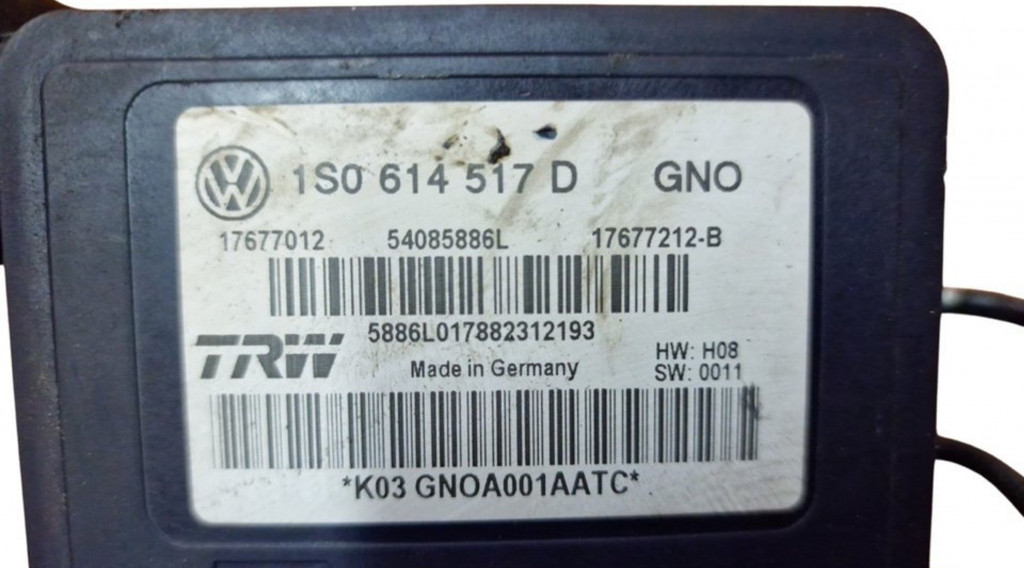 1S0 614 517 D GNO
17677012 54085886L 17677212-B
5886L017882312193
TRW
Made in Germany
HW: H08
SW: 0011
*K03 GNOA001AATC*